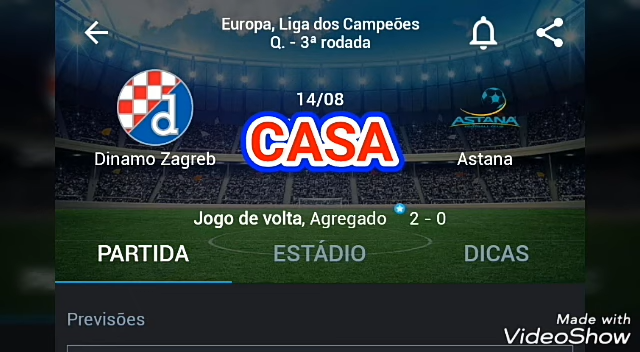 Europa, Liga dos Campeões
Q. - 3ª rodada
14/08
CASA
ASTANA
Dinamo Zagreb
Astana
Jogo de volta, Agregado 2 - 0
PARTIDA
ESTÁDIO
DICAS
Previsões
Made with
VideoShow